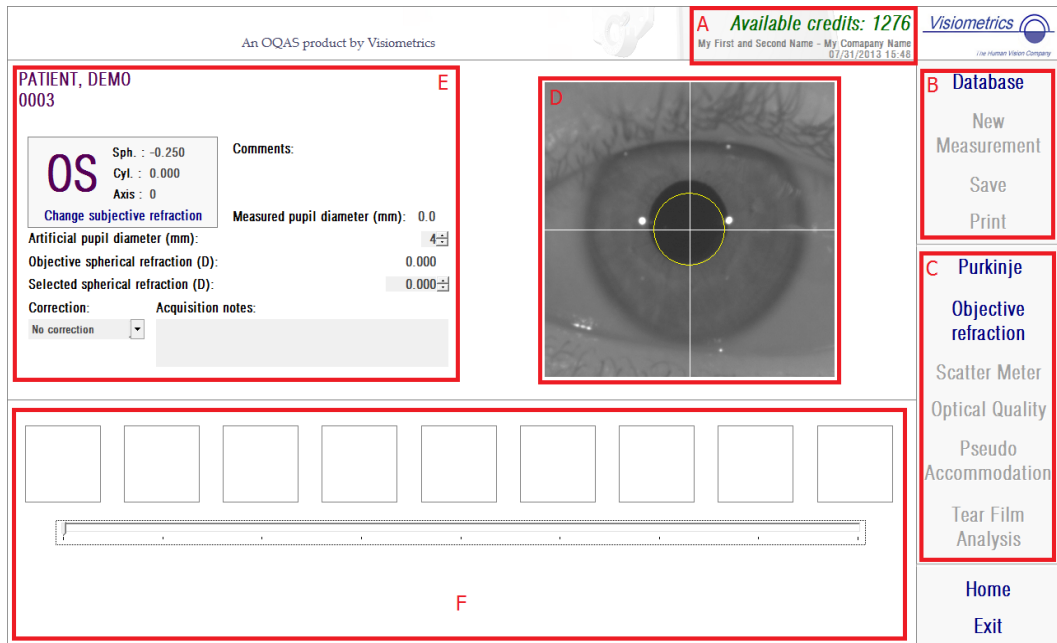 An OQAS product by Visiometrics
A
Available credits: 1276
My First and Second Name - My Comapany Name
07/31/2013 15:48
Visiometrics
The Human Vision Company
PATIENT, DEMO
E
0003
OS
Sph. : -0.250
Cyl. : 0.000
Axis : 0
Change subjective refraction
Comments:
Measured pupil diameter (mm): 0.0
Artificial pupil diameter (mm): 4
Objective spherical refraction (D): 0.000
Selected spherical refraction (D): 0.000
Correction:
Acquisition notes:
No correction
D
B
Database
New
Measurement
Save
Print
C
Purkinje
Objective
refraction
Scatter Meter
Optical Quality
Pseudo
Accommodation
Tear Film
Analysis
F
Home
Exit